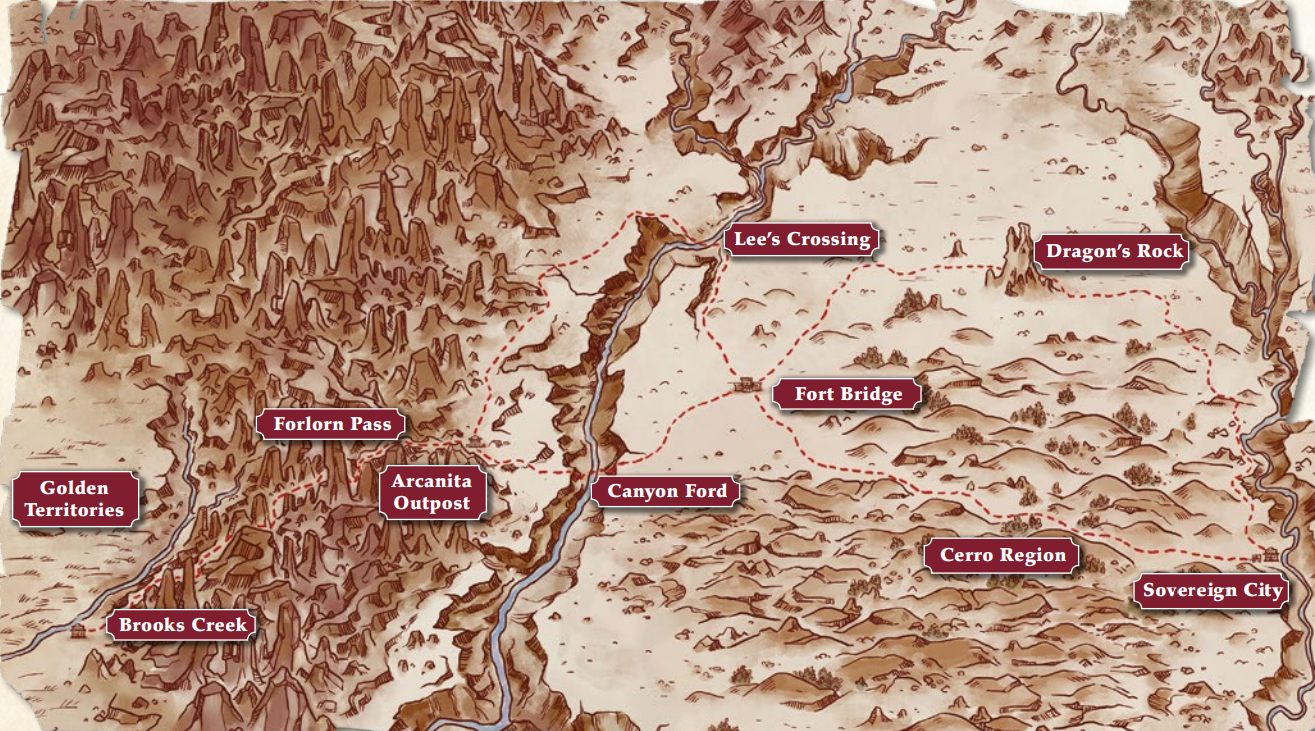 Lee's Crossing
Dragon's Rock
Fort Bridge
Forlorn Pass
Golden
Territories
Arcanita
Outpost
Canyon Ford
Cerro Region
Sovereign City
Brooks Creek